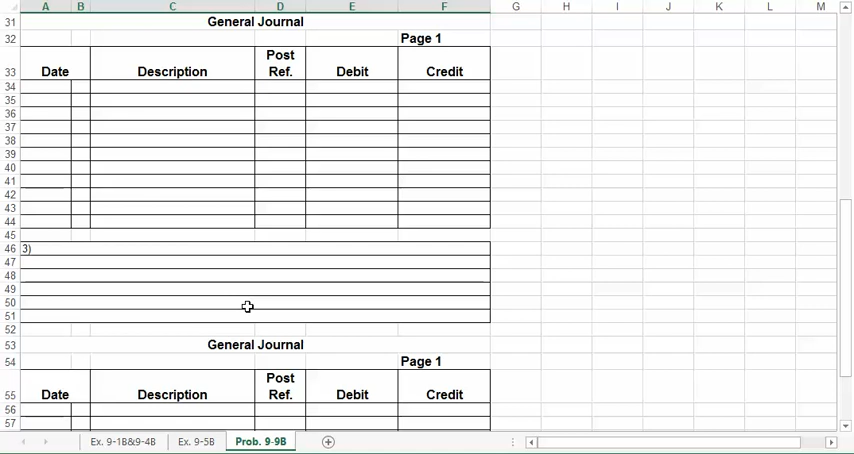 A B C D E F G H I J K L M
31 General Journal
32 Page 1
Post
33 Date Description Ref. Debit Credit
34
35
36
37
38
39
40
41
42
43
44
45
46 3)
47
48
49
50
51
52
53 General Journal
54 Page 1
Post
55 Date Description Ref. Debit Credit
56
57
Ex. 9-1B&9-4B Ex. 9-5B Prob. 9-9B